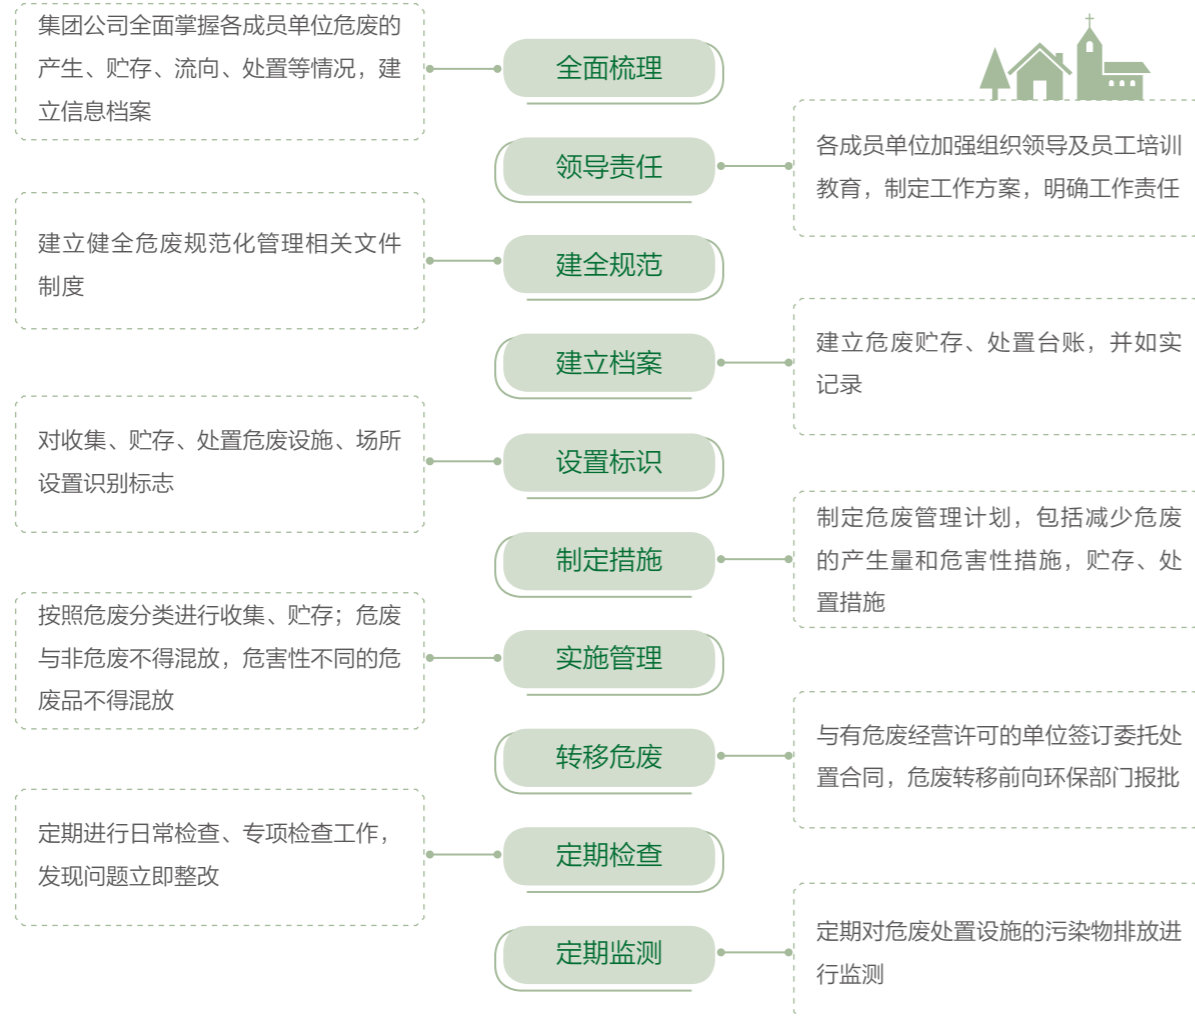 全面梳理
集团公司全面掌握各成员单位危废的
产生、贮存、流向、处置等情况，建
立信息档案
领导责任
各成员单位加强组织领导及员工培训
教育，制定工作方案，明确工作责任
建全规范
建立健全危废规范化管理相关文件
制度
建立档案
建立危废贮存、处置台账，并如实
记录
设置标识
对收集、贮存、处置危废设施、场所
设置识别标志
制定措施
制定危废管理计划，包括减少危废
的产生量和危害性措施，贮存、处
置措施
实施管理
按照危废分类进行收集、贮存；危废
与非危废不得混放，危害性不同的危
废品不得混放
转移危废
与有危废经营许可的单位签订委托处
置合同，危废转移前向环保部门报批
定期检查
定期进行日常检查、专项检查工作，
发现问题立即整改
定期监测
定期对危废处置设施的污染物排放进
行监测